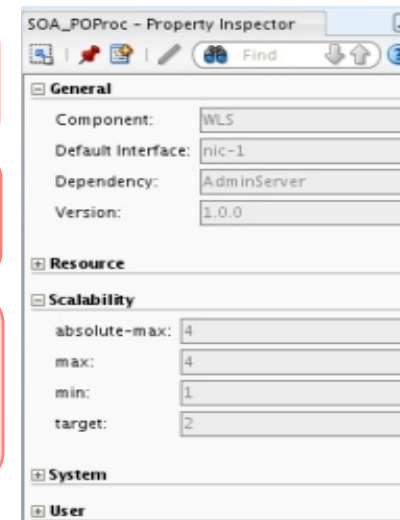 SOA_POProc - Property Inspector
Find
General
Component: WLS
Default Interface: nic-1
Dependency: AdminServer
Version: 1.0.0
Resource
Scalability
absolute-max: 4
max: 4
min: 1
target: 2
System
User